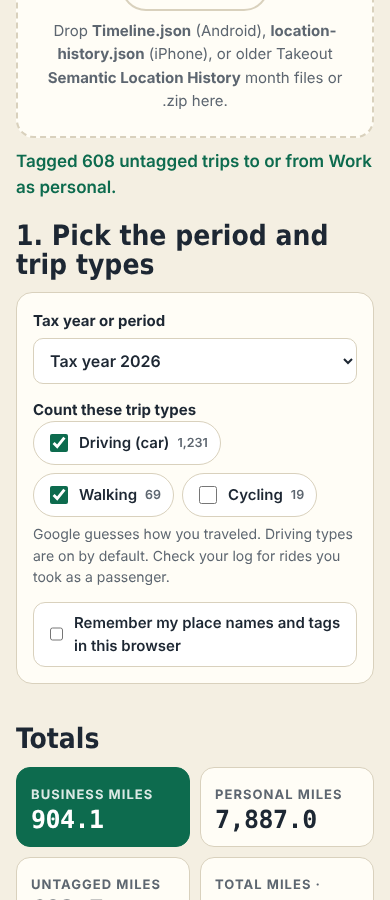 Drop Timeline.json (Android), location-
history.json (iPhone), or older Takeout
Semantic Location History month files or
.zip here.
Tagged 608 untagged trips to or from Work
as personal.
1. Pick the period and
trip types
Tax year or period
Tax year 2026
Count these trip types
Driving (car) 1,231
Walking 69 Cycling 19
Google guesses how you traveled. Driving types
are on by default. Check your log for rides you
took as a passenger.
Remember my place names and tags
in this browser
Totals
BUSINESS MILES PERSONAL MILES
904.1 7,887.0
UNTAGGED MILES TOTAL MILES ·